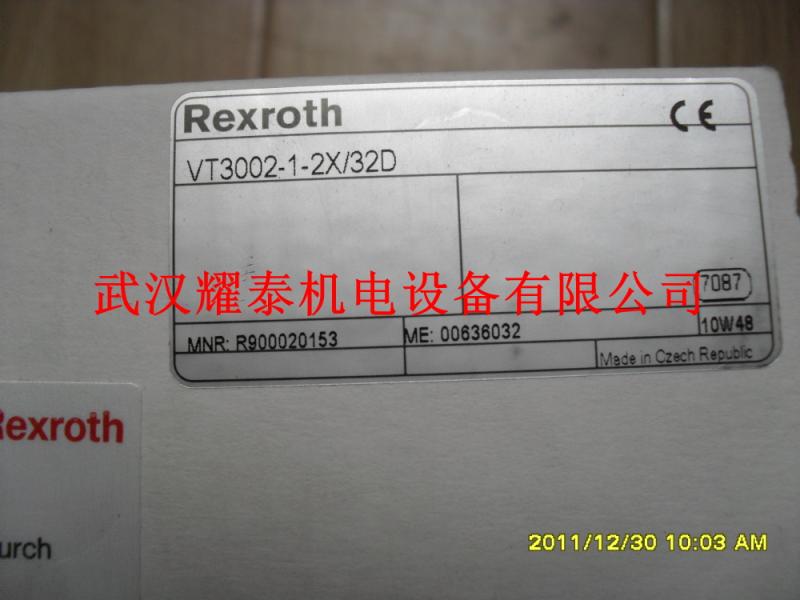 Rexroth
CE
VT3002-1-2X/32D
武汉耀泰机电设备有限公司
7087
MNR: R900020153
ME: 00636032
10W48
Made in Czech Republic
Rexroth
urch
2011/12/30 10:03 AM